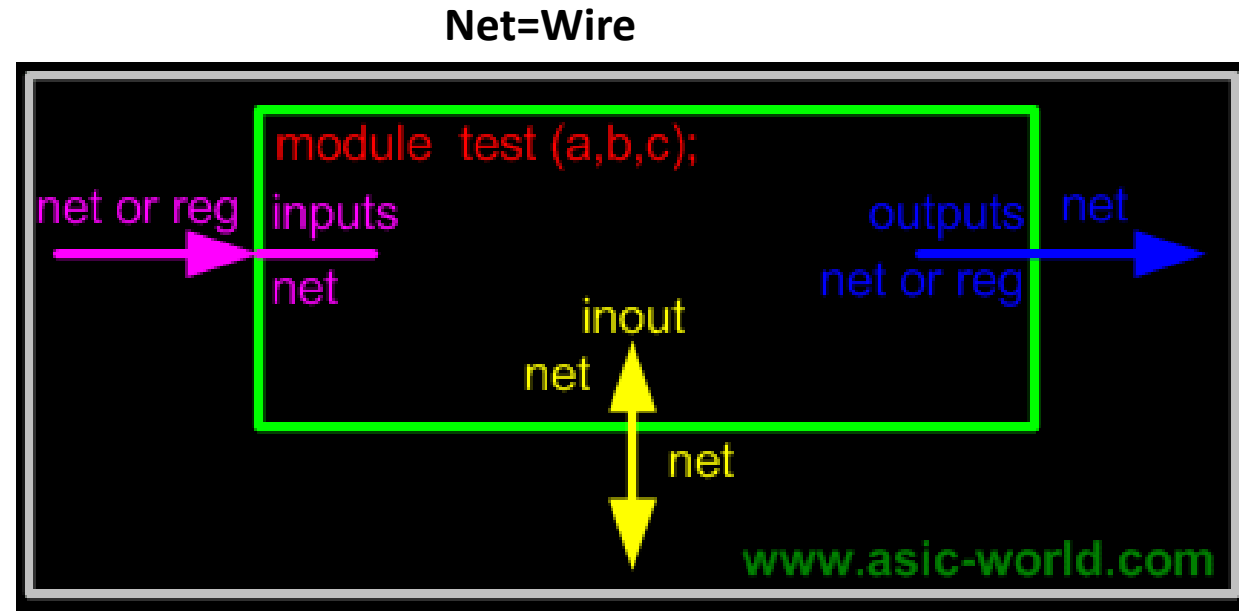 Net=Wire
module test (a,b,c);
net or reg
inputs
outputs
net
net
net or reg
inout
net
net
www.asic-world.com